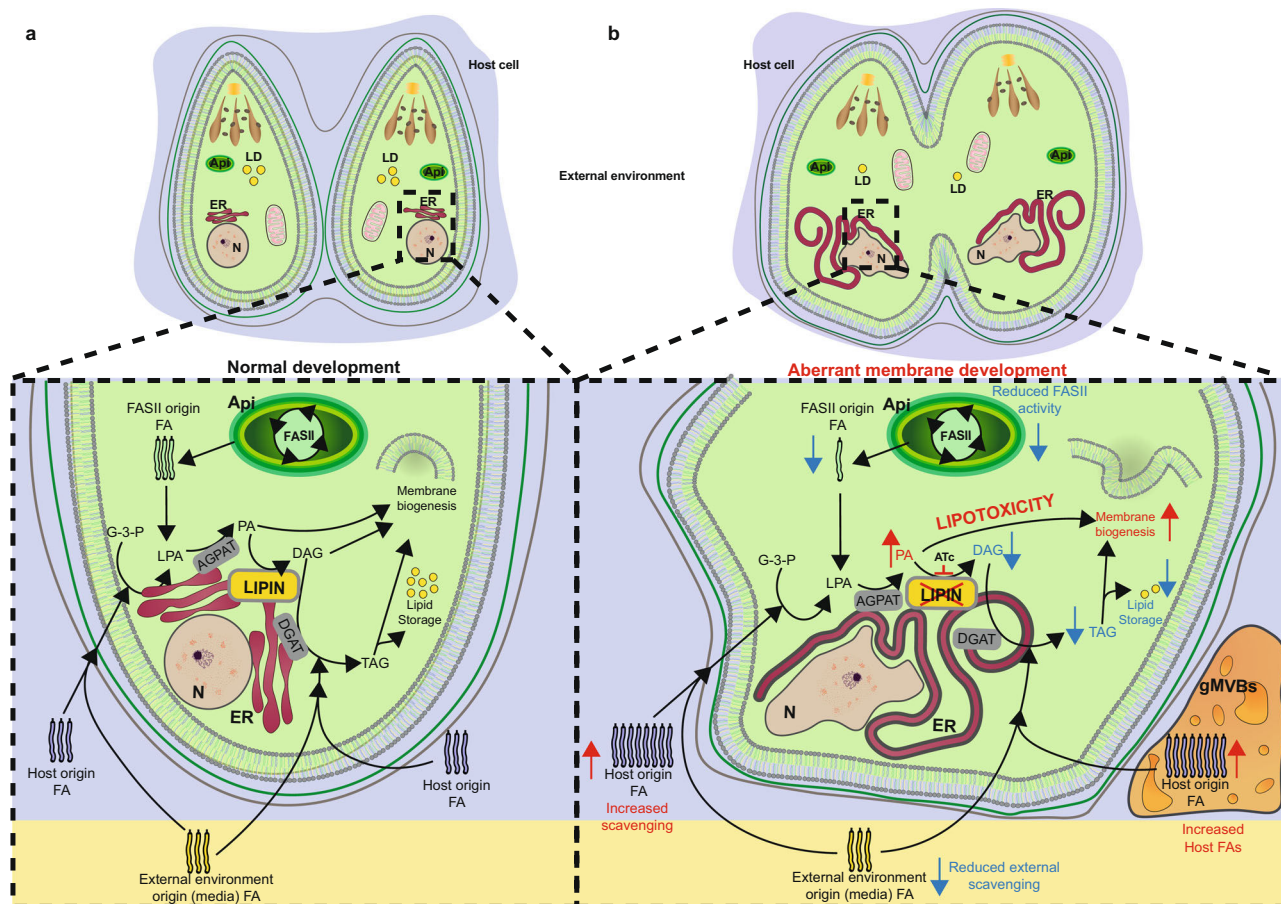 a
Host cell
LD
Api
ER
N
LD
Api
ER
N
External environment
b
Host cell
Api
LD
ER
N
LD
Api
ER
N
Normal development
FASII origin
FA
Api
FASII
Membrane
biogenesis
G-3-P
LPA
AGPAT
PA
DAG
LIPIN
Lipid
Storage
DGAT
TAG
N
ER
Host origin
FA
Host origin
FA
External environment
origin (media) FA
Aberrant membrane development
FASII origin
FA
Api
FASII
Reduced FASII
activity
LIPOTOXICITY
Membrane
biogenesis
G-3-P
LPA
AGPAT
PA
ATc
DAG
LIPIN
Lipid
Storage
DGAT
TAG
N
ER
gMVBs
Host origin
FA
Increased
scavenging
Host origin
FA
Increased
Host FAs
External environment
origin (media) FA
Reduced external
scavenging